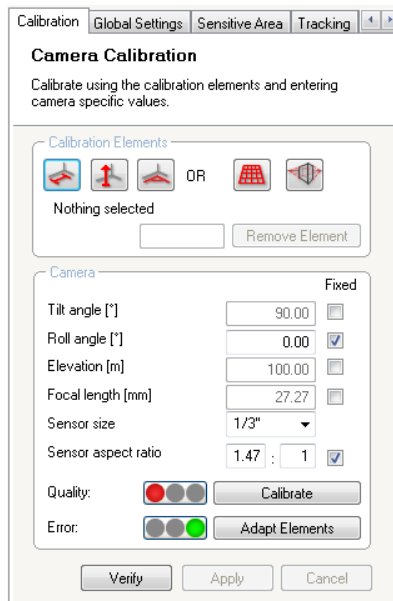 Calibration Global Settings Sensitive Area Tracking
Camera Calibration
Calibrate using the calibration elements and entering
camera specific values.
Calibration Elements
OR
Nothing selected
Remove Element
Camera
Fixed
Tilt angle [°] 90.00
Roll angle [°] 0.00
Elevation [m] 100.00
Focal length [mm] 27.27
Sensor size 1/3"
Sensor aspect ratio 1.47 : 1
Quality: Calibrate
Error: Adapt Elements
Verify Apply Cancel